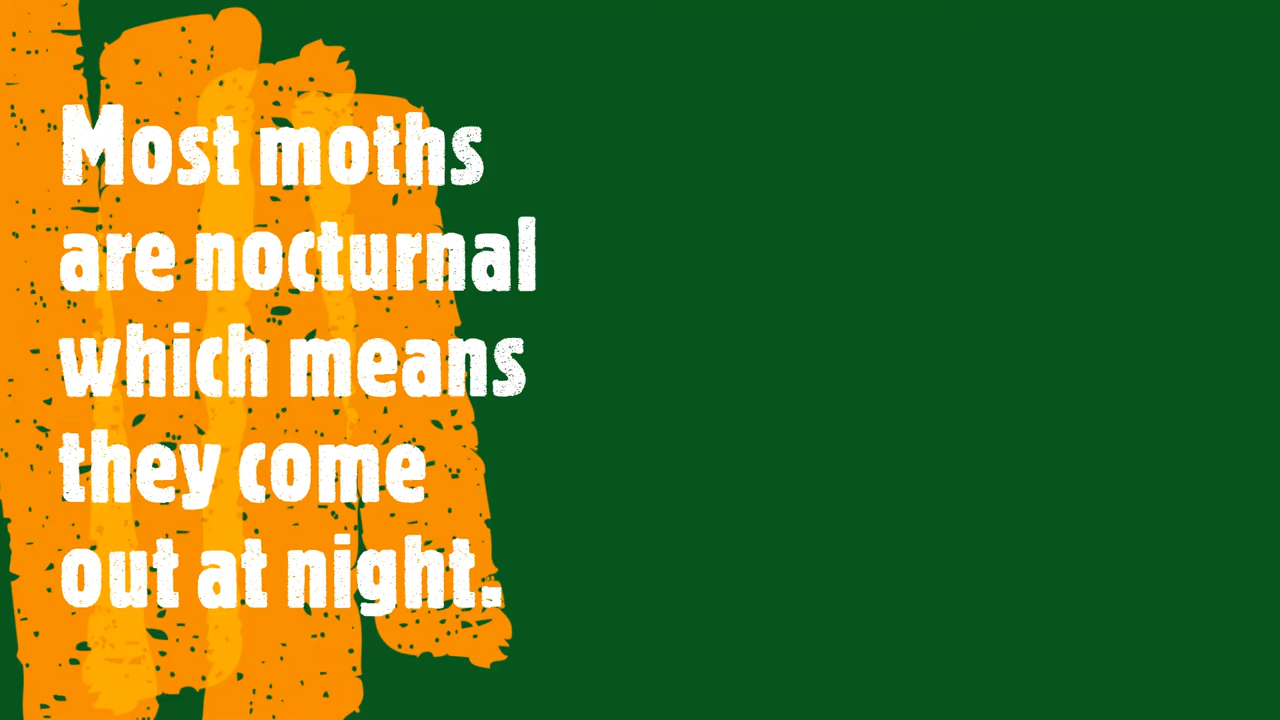 Most moths
are nocturnal
which means
they come
out at night.